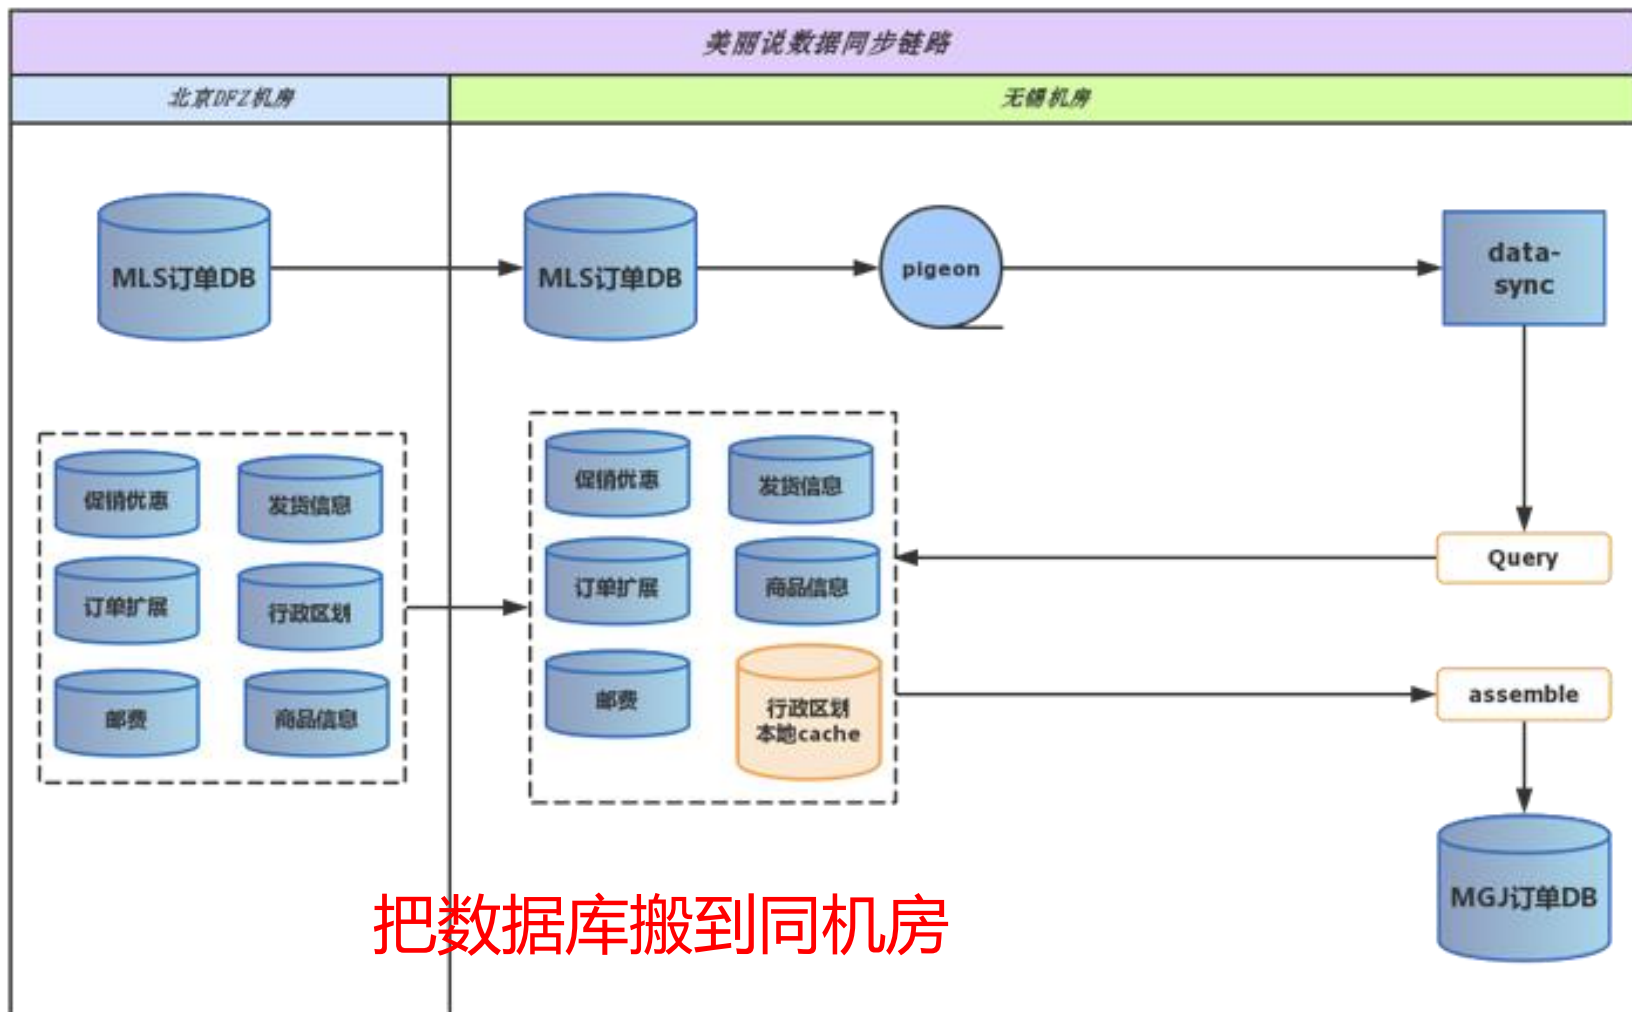 美丽说数据同步链路
北京DFZ机房
无锡机房
MLS订单DB
MLS订单DB
pigeon
data-
sync
促销优惠
发货信息
订单扩展
行政区划
邮费
商品信息
促销优惠
发货信息
订单扩展
商品信息
邮费
行政区划
本地cache
Query
assemble
MGJ订单DB
把数据库搬到同机房